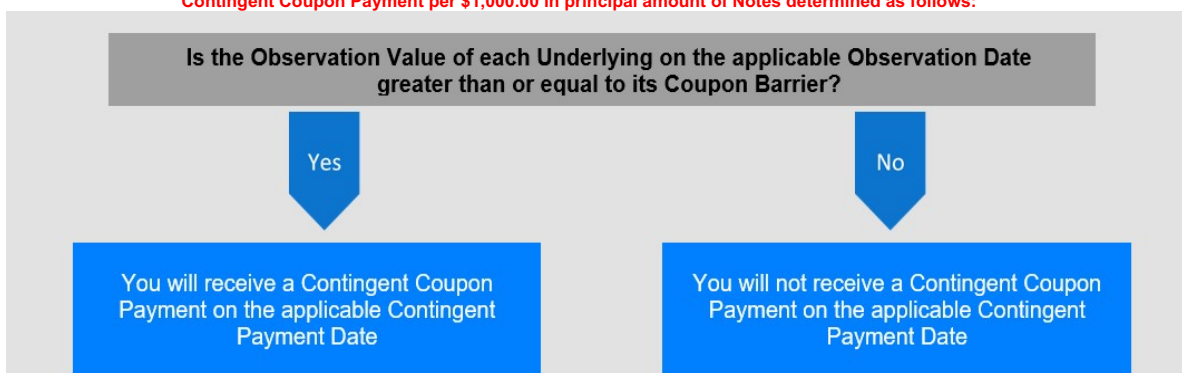 Contingent Coupon Payment per $1,000.00 in principal amount of Notes determined as follows:
Is the Observation Value of each Underlying on the applicable Observation Date
greater than or equal to its Coupon Barrier?
Yes
No
You will receive a Contingent Coupon
Payment on the applicable Contingent
Payment Date
You will not receive a Contingent Coupon
Payment on the applicable Contingent
Payment Date